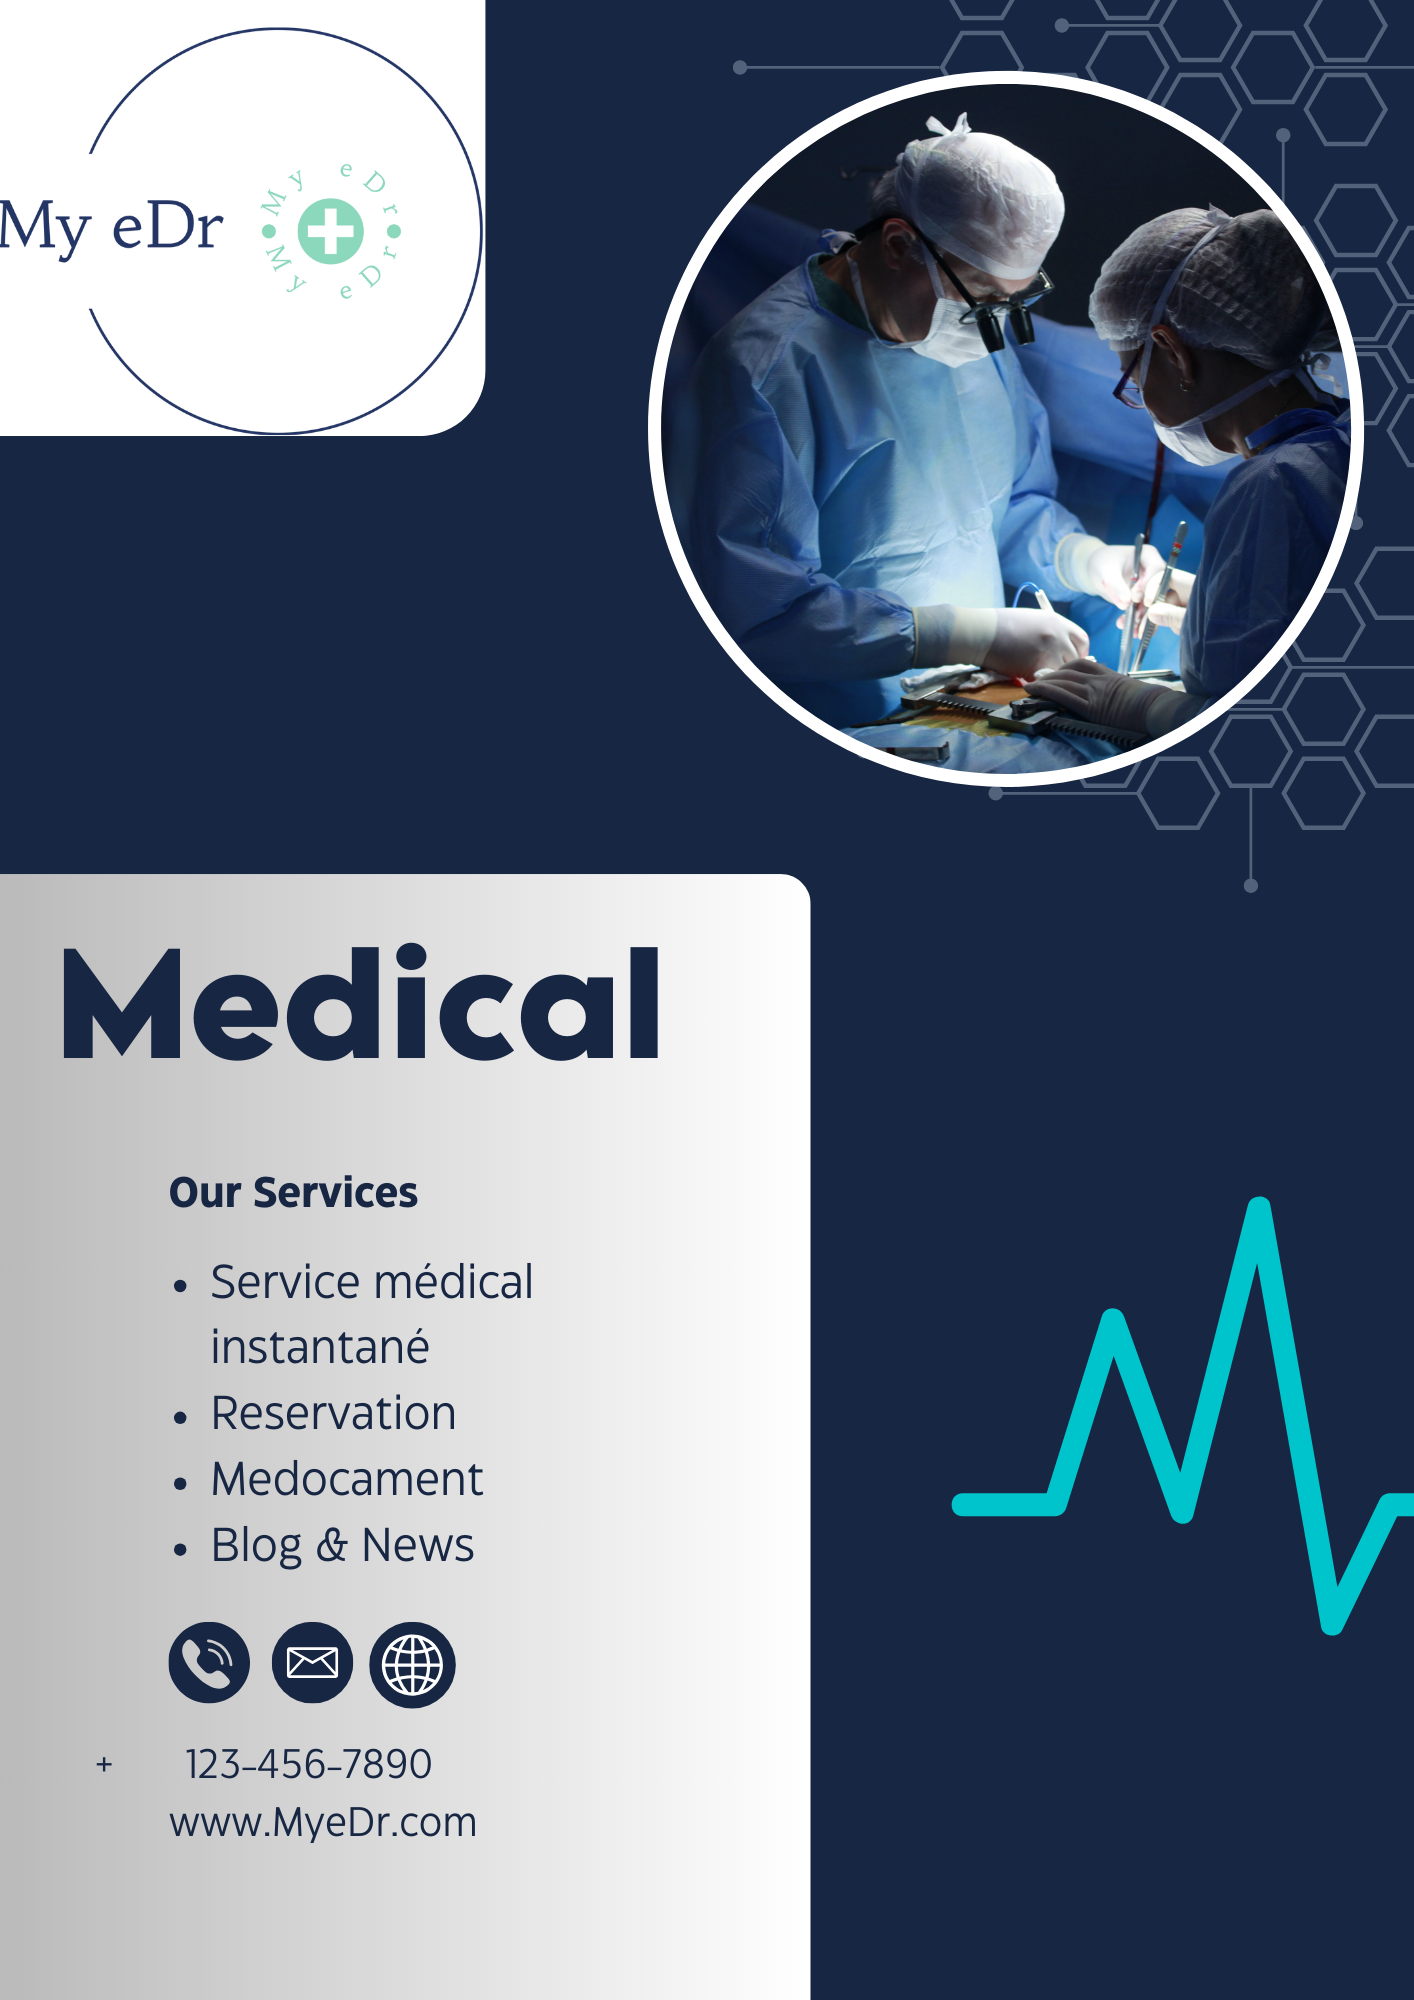 My eDr
My eDr
My eDr
Medical
Our Services
• Service médical
instantané
• Reservation
• Medocament
• Blog & News
+ 123-456-7890
www.MyeDr.com